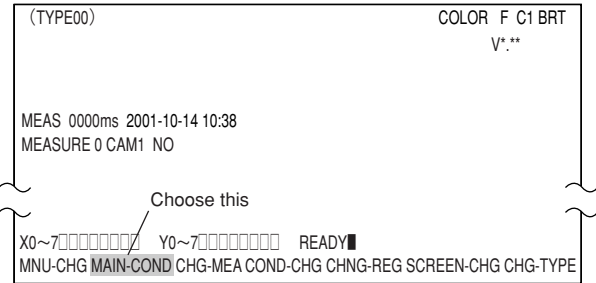 (TYPE00) COLOR F C1 BRT
V*.**
MEAS 0000ms 2001-10-14 10:38
MEASURE 0 CAM1 NO
Choose this
X0～7□□□□□□□□ Y0～7□□□□□□□□ READY■
MNU-CHG MAIN-COND CHG-MEA COND-CHG CHNG-REG SCREEN-CHG CHG-TYPE